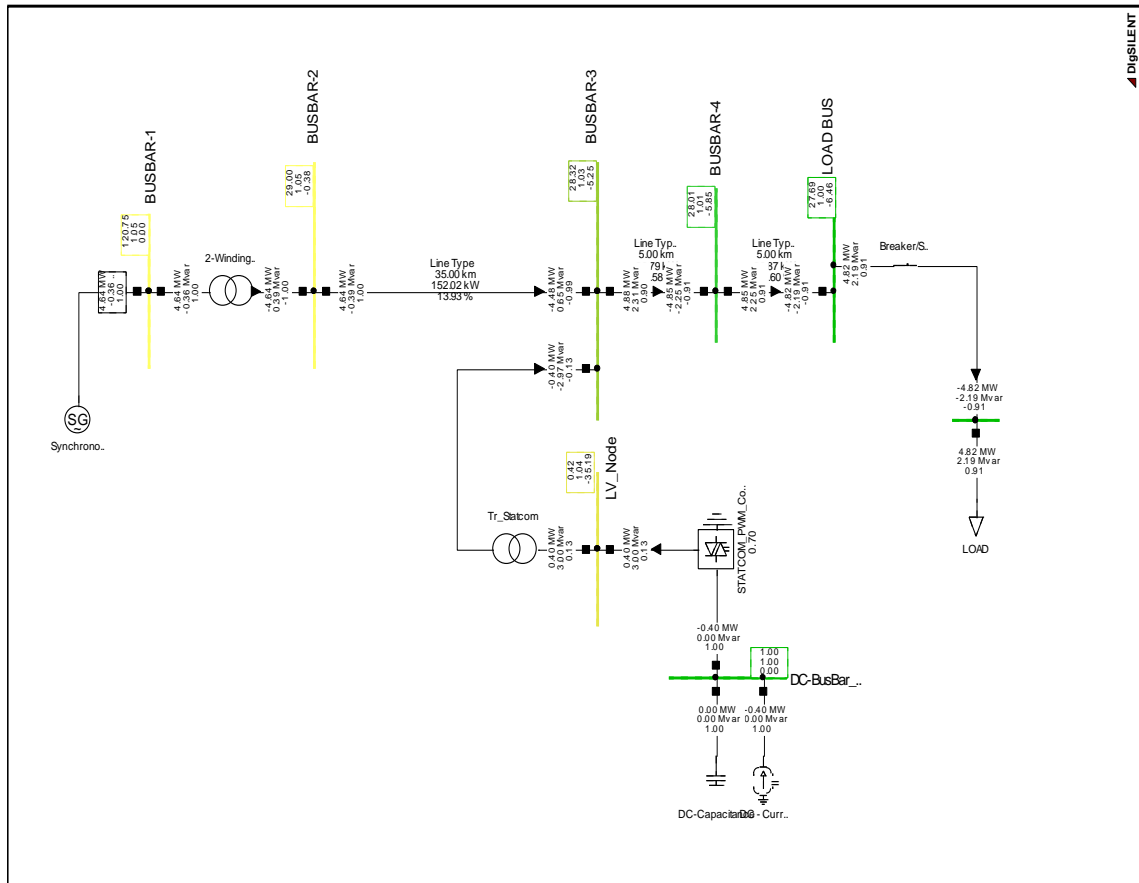 DIgSILENT
BUSBAR-1
120.75
1.05
0.00
BUSBAR-2
29.00
1.05
-0.38
BUSBAR-3
28.32
1.03
-5.25
BUSBAR-4
28.01
1.01
-5.85
LOAD BUS
27.69
1.00
-6.46
4.64 MW
-0.36 ..
1.00
4.64 MW
-0.36 Mvar
1.00
2-Winding..
-4.64 MW
0.39 Mvar
-1.00
4.64 MW
-0.39 Mvar
1.00
Line Type
35.00 km
152.02 kW
13.93 %
-4.48 MW
0.65 Mvar
-0.99
4.88 MW
2.31 Mvar
0.90
Line Typ..
5.00 km
-4.85 MW
-2.25 Mvar
-0.91
4.85 MW
2.25 Mvar
0.91
Line Typ..
5.00 km
-4.82 MW
-2.19 Mvar
-0.91
4.82 MW
2.19 Mvar
0.91
Breaker/S..
-0.40 MW
-2.97 Mvar
-0.13
SG
~
Synchrono..
-4.82 MW
-2.19 Mvar
-0.91
4.82 MW
2.19 Mvar
0.91
LOAD
0.42
1.04
-35.19
LV_Node
Tr_Statcom
0.40 MW
3.00 Mvar
0.13
0.40 MW
3.00 Mvar
0.13
STATCOM_PWM_Co..
0.70
-0.40 MW
0.00 Mvar
1.00
1.00
1.00
0.00
DC-BusBar_..
0.00 MW
0.00 Mvar
1.00
-0.40 MW
0.00 Mvar
1.00
DC-Capacitance
DC - Curr..